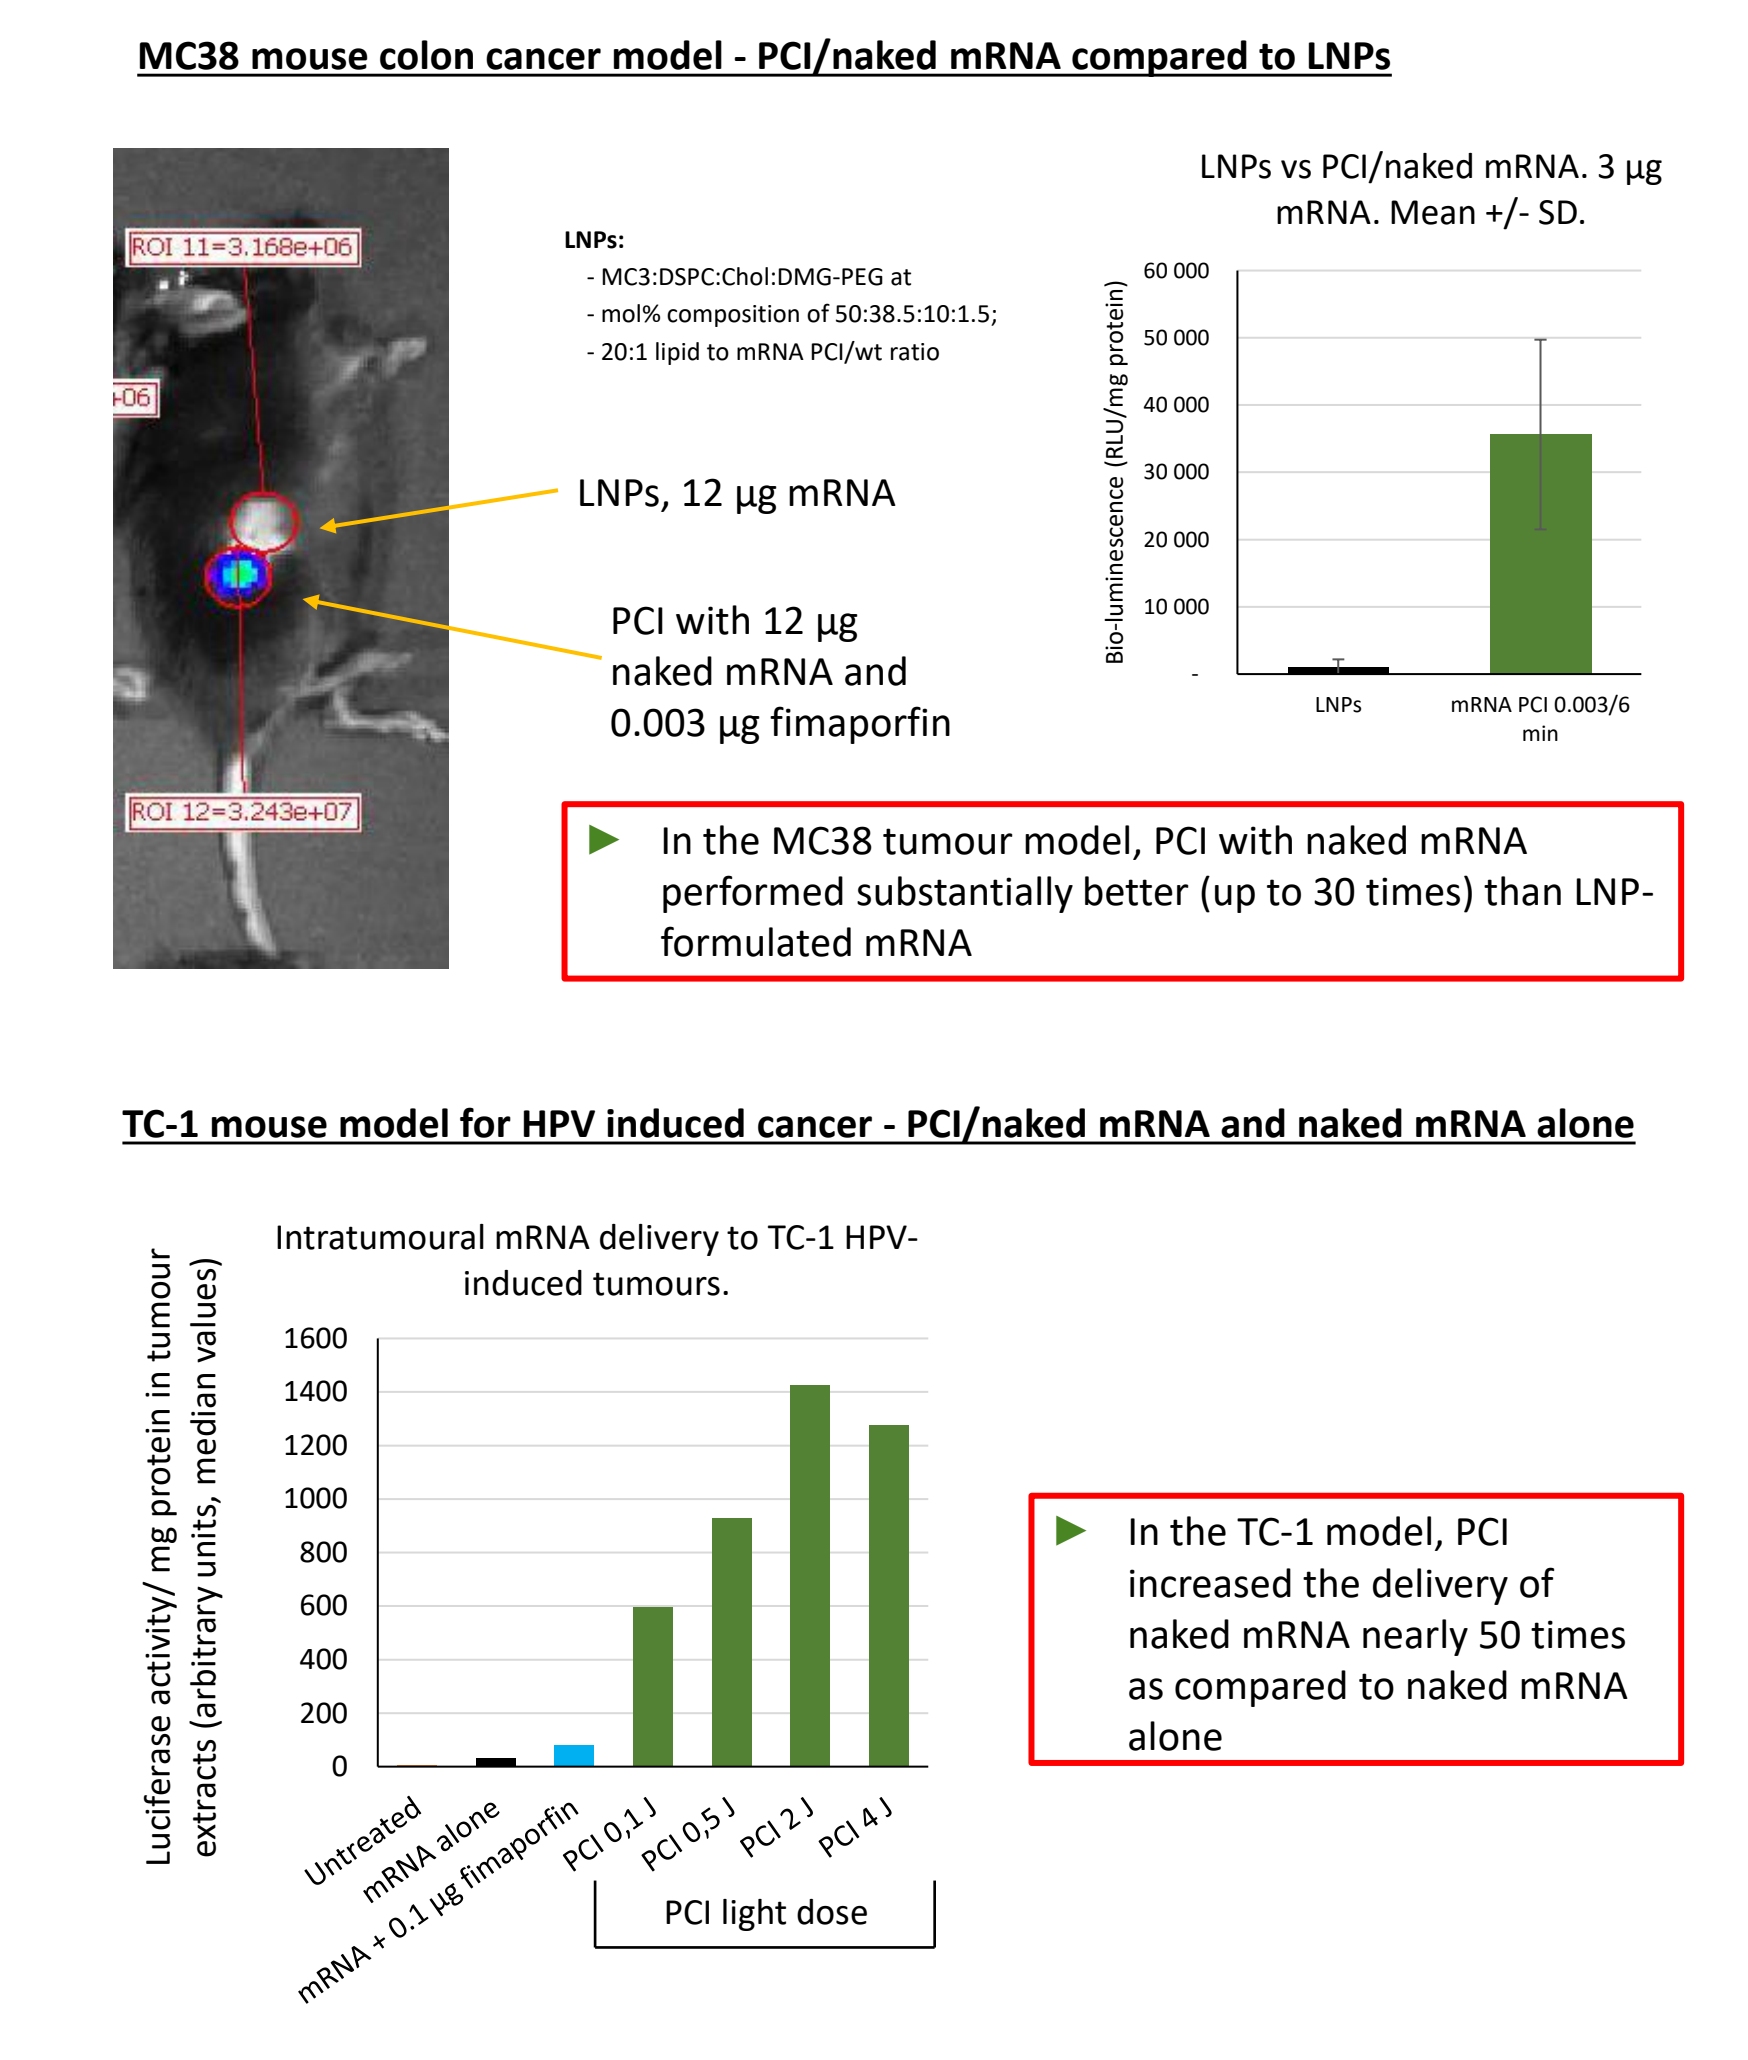 MC38 mouse colon cancer model - PCI/naked mRNA compared to LNPs
ROI 11=3.168e+06
+06
ROI 12=3.243e+07
LNPs:
- MC3:DSPC:Chol:DMG-PEG at
- mol% composition of 50:38.5:10:1.5;
- 20:1 lipid to mRNA PCI/wt ratio
LNPs, 12 µg mRNA
PCI with 12 µg
naked mRNA and
0.003 µg fimaporfin
LNPs vs PCI/naked mRNA. 3 µg
mRNA. Mean +/- SD.
Bio-luminescence (RLU/mg protein)
60 000
50 000
40 000
30 000
20 000
10 000
-
LNPs
mRNA PCI 0.003/6
min
► In the MC38 tumour model, PCI with naked mRNA
performed substantially better (up to 30 times) than LNP-
formulated mRNA
TC-1 mouse model for HPV induced cancer - PCI/naked mRNA and naked mRNA alone
Intratumoural mRNA delivery to TC-1 HPV-
induced tumours.
Luciferase activity/ mg protein in tumour
extracts (arbitrary units, median values)
1600
1400
1200
1000
800
600
400
200
0
Untreated
mRNA alone
mRNA + 0.1 µg fimaporfin
PCI 0,1 J
PCI 0,5 J
PCI 2 J
PCI 4 J
PCI light dose
► In the TC-1 model, PCI
increased the delivery of
naked mRNA nearly 50 times
as compared to naked mRNA
alone